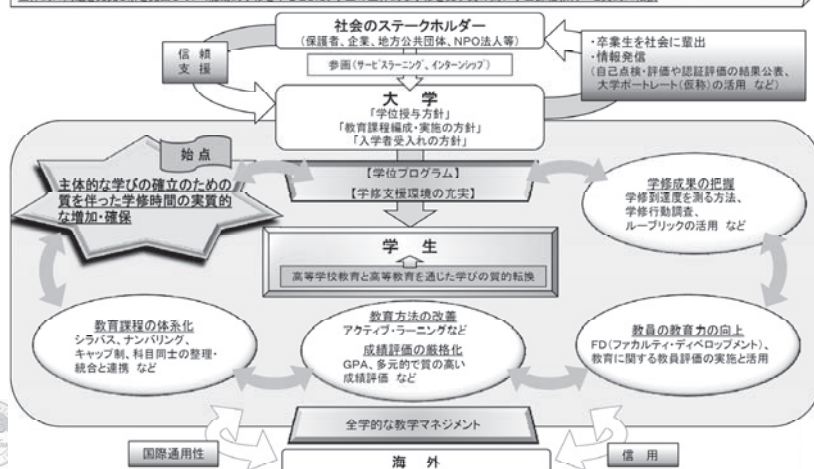 社会のステークホルダー
(保護者、企業、地方公共団体、NPO法人等)
信 頼
支 援
参画(サービスラーニング、インターンシップ)
・卒業生を社会に輩出
・情報発信
(自己点検・評価や認証評価の結果公表、
大学ポートレート(仮称)の活用 など)
大 学
「学位授与方針」
「教育課程編成・実施の方針」
「入学者受入れの方針」
始 点
主体的な学びの確立のための
質を伴った学修時間の実質的
な増加・確保
【学位プログラム】
【学修支援環境の充実】
学修成果の把握
学修到達度を測る方法、
学修行動調査、
ルーブリックの活用 など
学 生
高等学校教育と高等教育を通じた学びの質的転換
教育課程の体系化
シラバス、ナンバリング、
キャップ制、科目同士の整理・
統合と連携 など
教育方法の改善
アクティブ・ラーニングなど
成績評価の厳格化
GPA、多元的で質の高い
成績評価 など
教員の教育力の向上
FD(ファカルティ・ディベロップメント)、
教育に関する教員評価の実施と活用
全学的な教学マネジメント
国際通用性
信 用
海 外